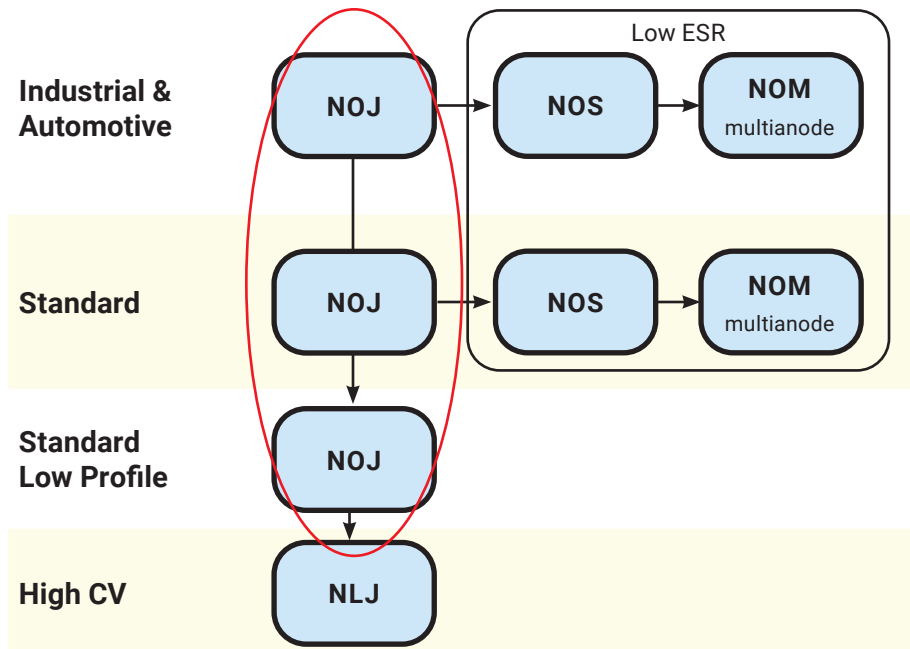 Low ESR
Industrial &
Automotive
NOJ
NOS
NOM
multianode
Standard
NOJ
NOS
NOM
multianode
Standard
Low Profile
NOJ
High CV
NLJ